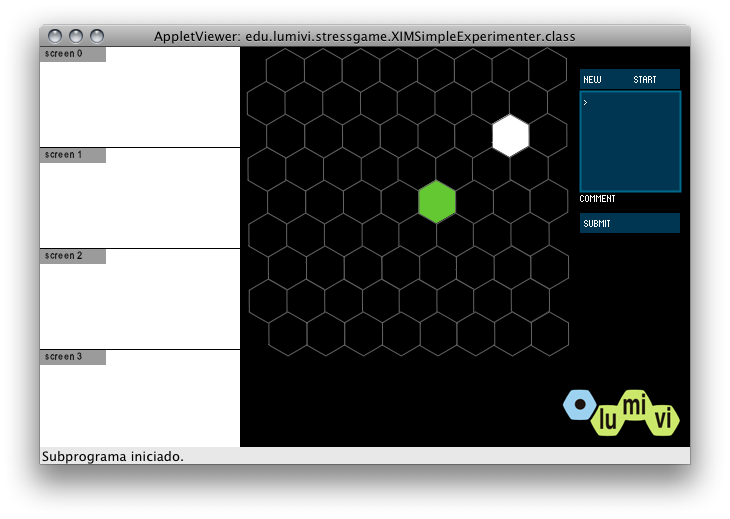 AppletViewer: edu.lumivi.stressgame.XIMSimpleExperimenter.class
screen 0
screen 1
screen 2
screen 3
NEW START
>
COMMENT
SUBMIT
lu mi vi
Subprograma iniciado.